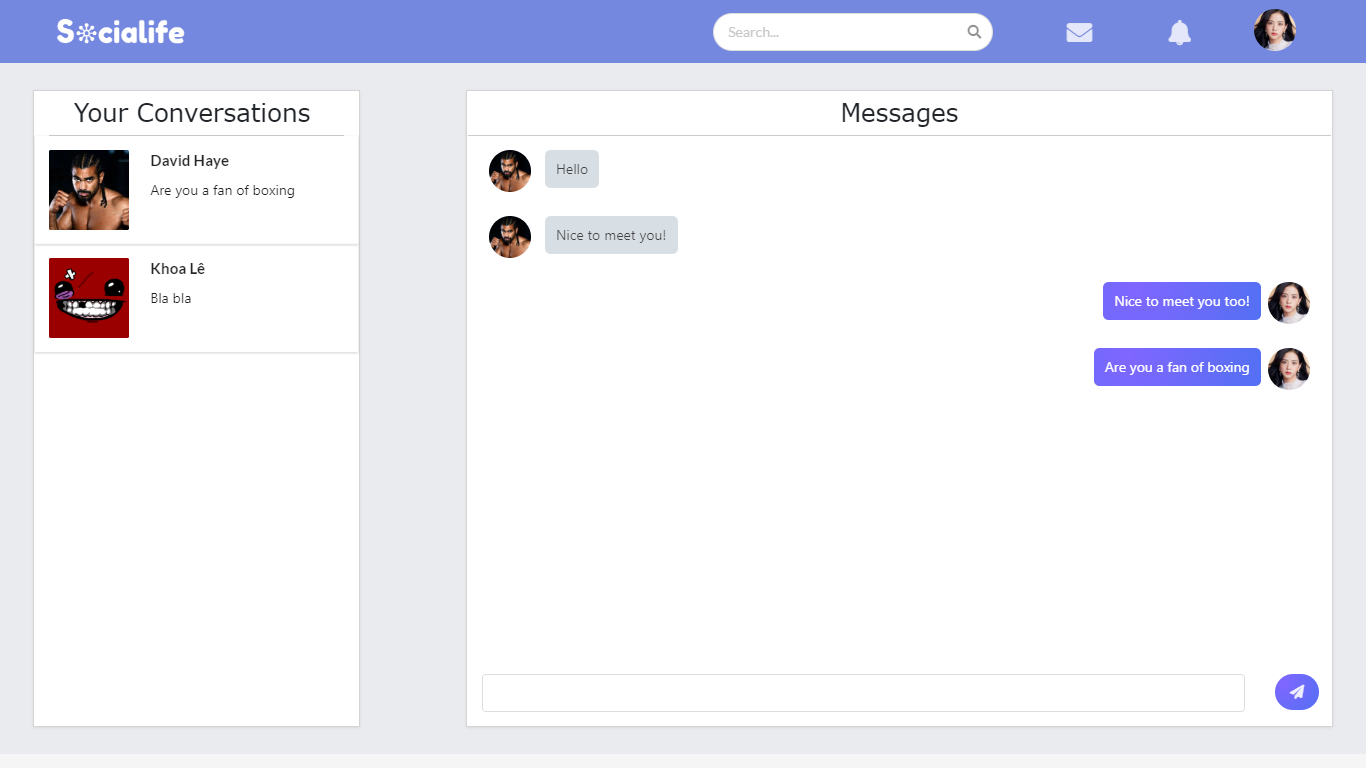 Socialife
Search...
Your Conversations
David Haye
Are you a fan of boxing
Khoa Lê
Bla bla
Messages
Hello
Nice to meet you!
Nice to meet you too!
Are you a fan of boxing